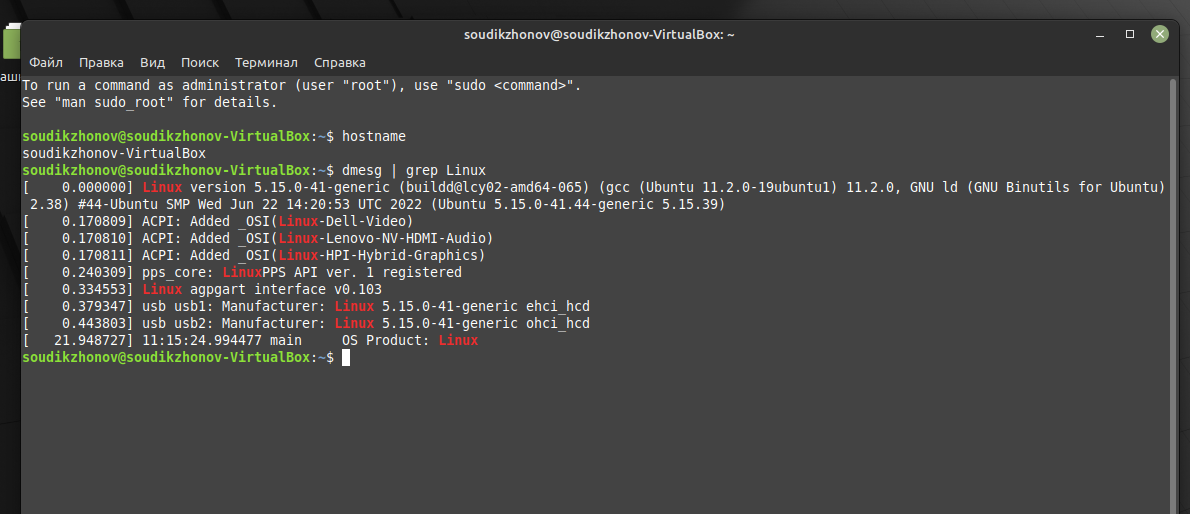 soudikzhonov@soudikzhonov-VirtualBox: ~
Файл Правка Вид Поиск Терминал Справка
To run a command as administrator (user "root"), use "sudo <command>".
See "man sudo_root" for details.
soudikzhonov@soudikzhonov-VirtualBox:~$ hostname
soudikzhonov-VirtualBox
soudikzhonov@soudikzhonov-VirtualBox:~$ dmesg | grep Linux
[    0.000000] Linux version 5.15.0-41-generic (buildd@lcy02-amd64-065) (gcc (Ubuntu 11.2.0-19ubuntu1) 11.2.0, GNU ld (GNU Binutils for Ubuntu)
2.38) #44-Ubuntu SMP Wed Jun 22 14:20:53 UTC 2022 (Ubuntu 5.15.0-41.44-generic 5.15.39)
[    0.170809] ACPI: Added _OSI(Linux-Dell-Video)
[    0.170810] ACPI: Added _OSI(Linux-Lenovo-NV-HDMI-Audio)
[    0.170811] ACPI: Added _OSI(Linux-HPI-Hybrid-Graphics)
[    0.240309] pps_core: LinuxPPS API ver. 1 registered
[    0.334553] Linux agpgart interface v0.103
[    0.379347] usb usb1: Manufacturer: Linux 5.15.0-41-generic ehci_hcd
[    0.443803] usb usb2: Manufacturer: Linux 5.15.0-41-generic ohci_hcd
[   21.948727] 11:15:24.994477 main     OS Product: Linux
soudikzhonov@soudikzhonov-VirtualBox:~$